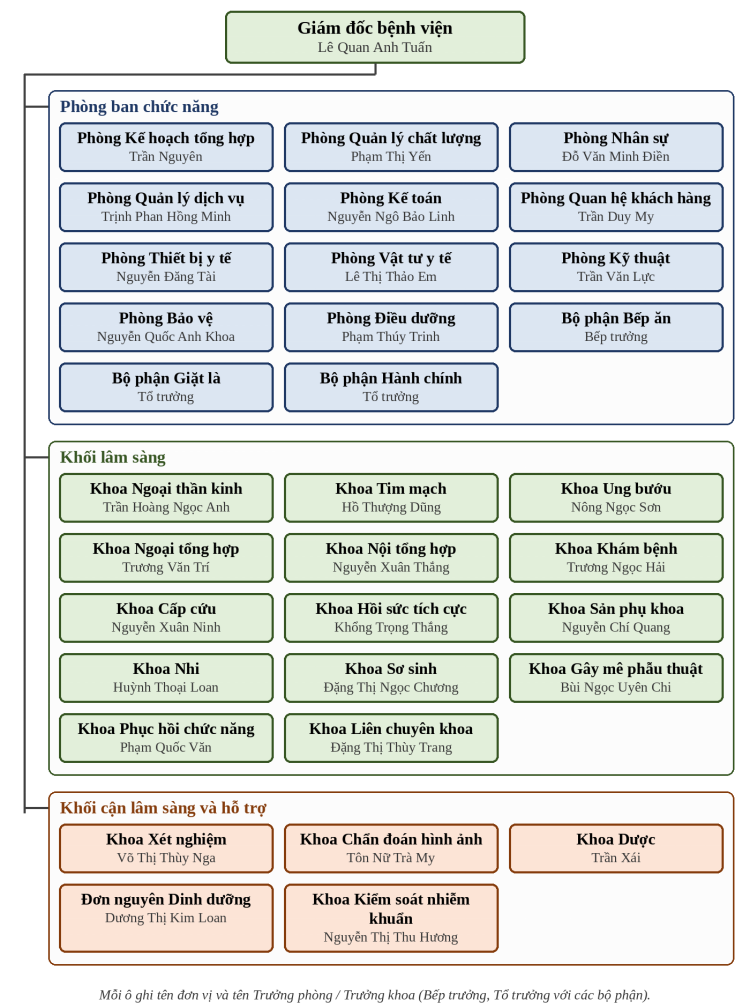 Giám đốc bệnh viện
Lê Quan Anh Tuấn
Phòng ban chức năng
Phòng Kế hoạch tổng hợp
Trần Nguyên
Phòng Quản lý chất lượng
Phạm Thị Yến
Phòng Nhân sự
Đỗ Văn Minh Điền
Phòng Quản lý dịch vụ
Trịnh Phan Hồng Minh
Phòng Kế toán
Nguyễn Ngô Bảo Linh
Phòng Quan hệ khách hàng
Trần Duy My
Phòng Thiết bị y tế
Nguyễn Đăng Tài
Phòng Vật tư y tế
Lê Thị Thảo Em
Phòng Kỹ thuật
Trần Văn Lực
Phòng Bảo vệ
Nguyễn Quốc Anh Khoa
Phòng Điều dưỡng
Phạm Thúy Trinh
Bộ phận Bếp ăn
Bếp trưởng
Bộ phận Giặt là
Tổ trưởng
Bộ phận Hành chính
Tổ trưởng
Khối lâm sàng
Khoa Ngoại thần kinh
Trần Hoàng Ngọc Anh
Khoa Tim mạch
Hồ Thượng Dũng
Khoa Ung bướu
Nông Ngọc Sơn
Khoa Ngoại tổng hợp
Trương Văn Trí
Khoa Nội tổng hợp
Nguyễn Xuân Thắng
Khoa Khám bệnh
Trương Ngọc Hải
Khoa Cấp cứu
Nguyễn Xuân Ninh
Khoa Hồi sức tích cực
Khổng Trọng Thắng
Khoa Sản phụ khoa
Nguyễn Chí Quang
Khoa Nhi
Huỳnh Thoại Loan
Khoa Sơ sinh
Đặng Thị Ngọc Chương
Khoa Gây mê phẫu thuật
Bùi Ngọc Uyên Chi
Khoa Phục hồi chức năng
Phạm Quốc Văn
Khoa Liên chuyên khoa
Đặng Thị Thùy Trang
Khối cận lâm sàng và hỗ trợ
Khoa Xét nghiệm
Võ Thị Thùy Nga
Khoa Chẩn đoán hình ảnh
Tôn Nữ Trà My
Khoa Dược
Trần Xái
Đơn nguyên Dinh dưỡng
Dương Thị Kim Loan
Khoa Kiểm soát nhiễm
khuẩn
Nguyễn Thị Thu Hương
Mỗi ô ghi tên đơn vị và tên Trưởng phòng / Trưởng khoa (Bếp trưởng, Tổ trưởng với các bộ phận).